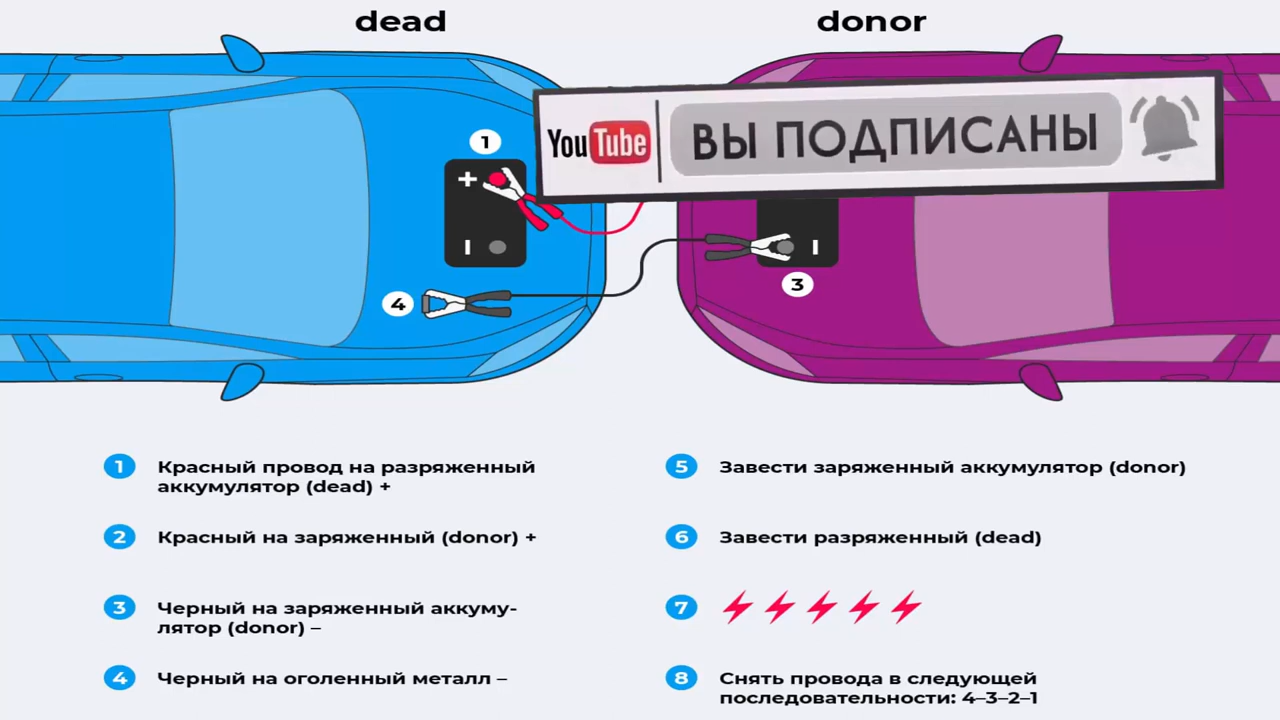 dead
donor
YouTube
ВЫ ПОДПИСАНЫ
1
+
I
I
4
3
1 Красный провод на разряженный
аккумулятор (dead) +
2 Красный на заряженный (donor) +
3 Черный на заряженный аккуму-
лятор (donor) –
4 Черный на оголенный металл –
5 Завести заряженный аккумулятор (donor)
6 Завести разряженный (dead)
7
8 Снять провода в следующей
последовательности: 4–3–2–1